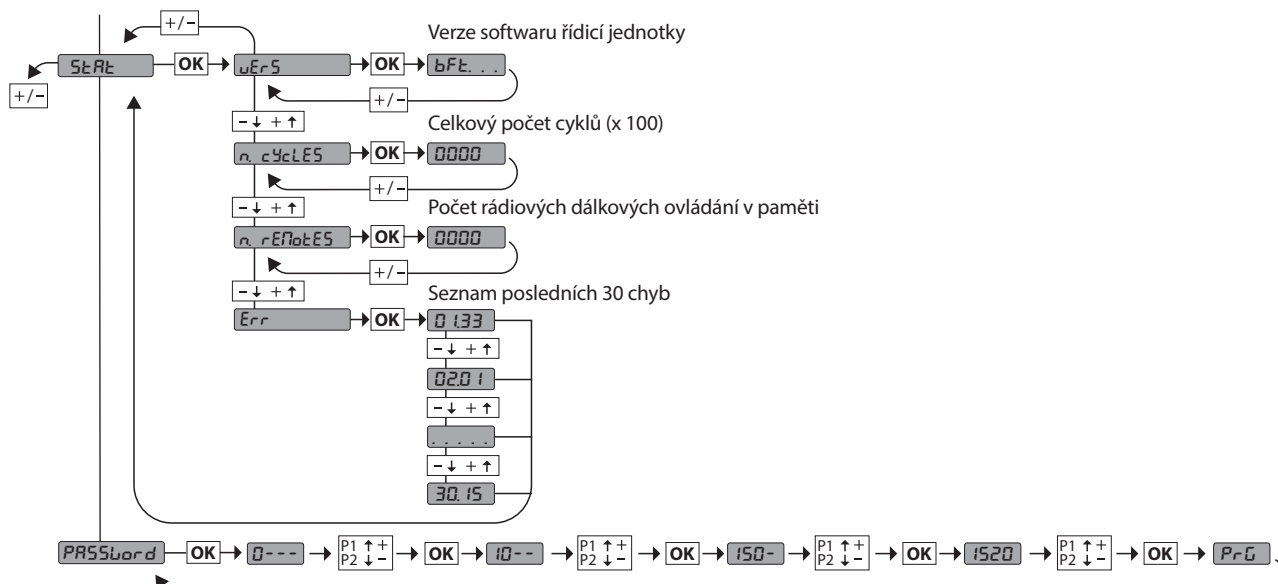 +/-
Verze softwaru řídicí jednotky
StAt OK vErS OK bFt. . .
+/-
+/-
- ↓ + ↑
Celkový počet cyklů (x 100)
n. cYcLES OK 0000
+/-
- ↓ + ↑
Počet rádiových dálkových ovládání v paměti
n. rEMotES OK 0000
+/-
- ↓ + ↑
Seznam posledních 30 chyb
Err OK 01.33
- ↓ + ↑
02.01
- ↓ + ↑
. . . . .
- ↓ + ↑
30.15
PASSword OK 0--- P1 ↑ + OK 10-- P1 ↑ + OK 150- P1 ↑ + OK 1520 P1 ↑ + OK PrG
P2 ↓ - P2 ↓ - P2 ↓ - P2 ↓ -